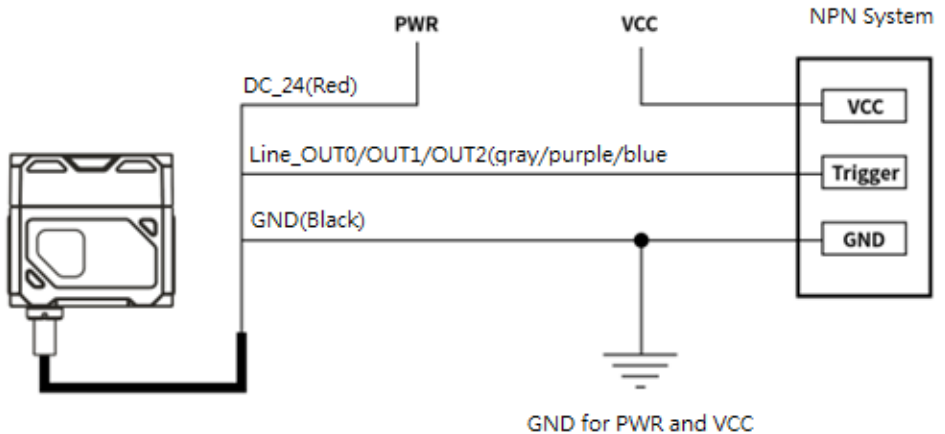 NPN System
PWR
VCC
DC_24(Red)
VCC
Line_OUT0/OUT1/OUT2(gray/purple/blue
Trigger
GND(Black)
GND
GND for PWR and VCC